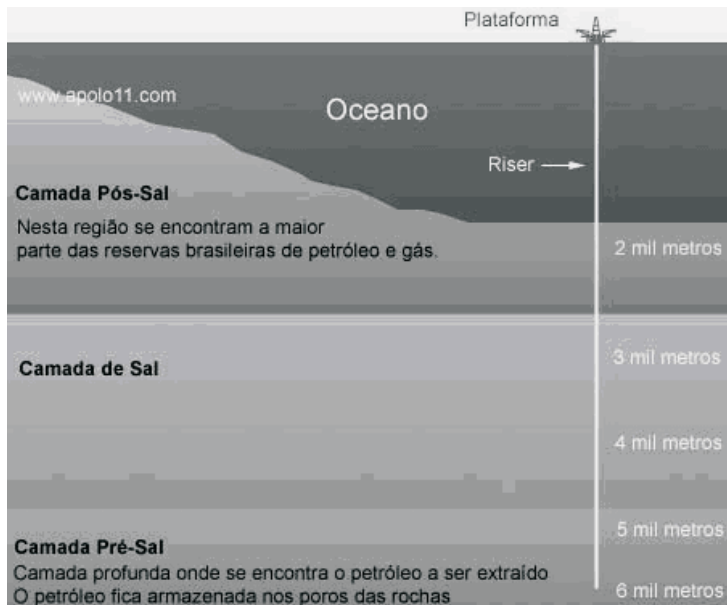 Plataforma
www.apolo11.com
Oceano
Riser
Camada Pós-Sal
Nesta região se encontram a maior
parte das reservas brasileiras de petróleo e gás.
2 mil metros
3 mil metros
Camada de Sal
4 mil metros
5 mil metros
Camada Pré-Sal
Camada profunda onde se encontra o petróleo a ser extraído
O petróleo fica armazenada nos poros das rochas
6 mil metros